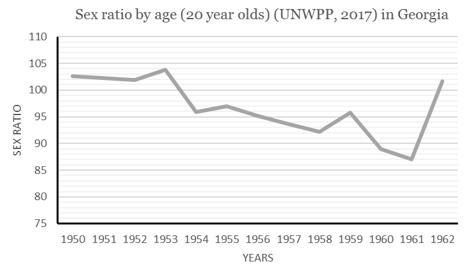 Sex ratio by age (20 year olds) (UNWPP, 2017) in Georgia
110
105
100
95
90
85
80
75
SEX RATIO
1950 1951 1952 1953 1954 1955 1956 1957 1958 1959 1960 1961 1962
YEARS